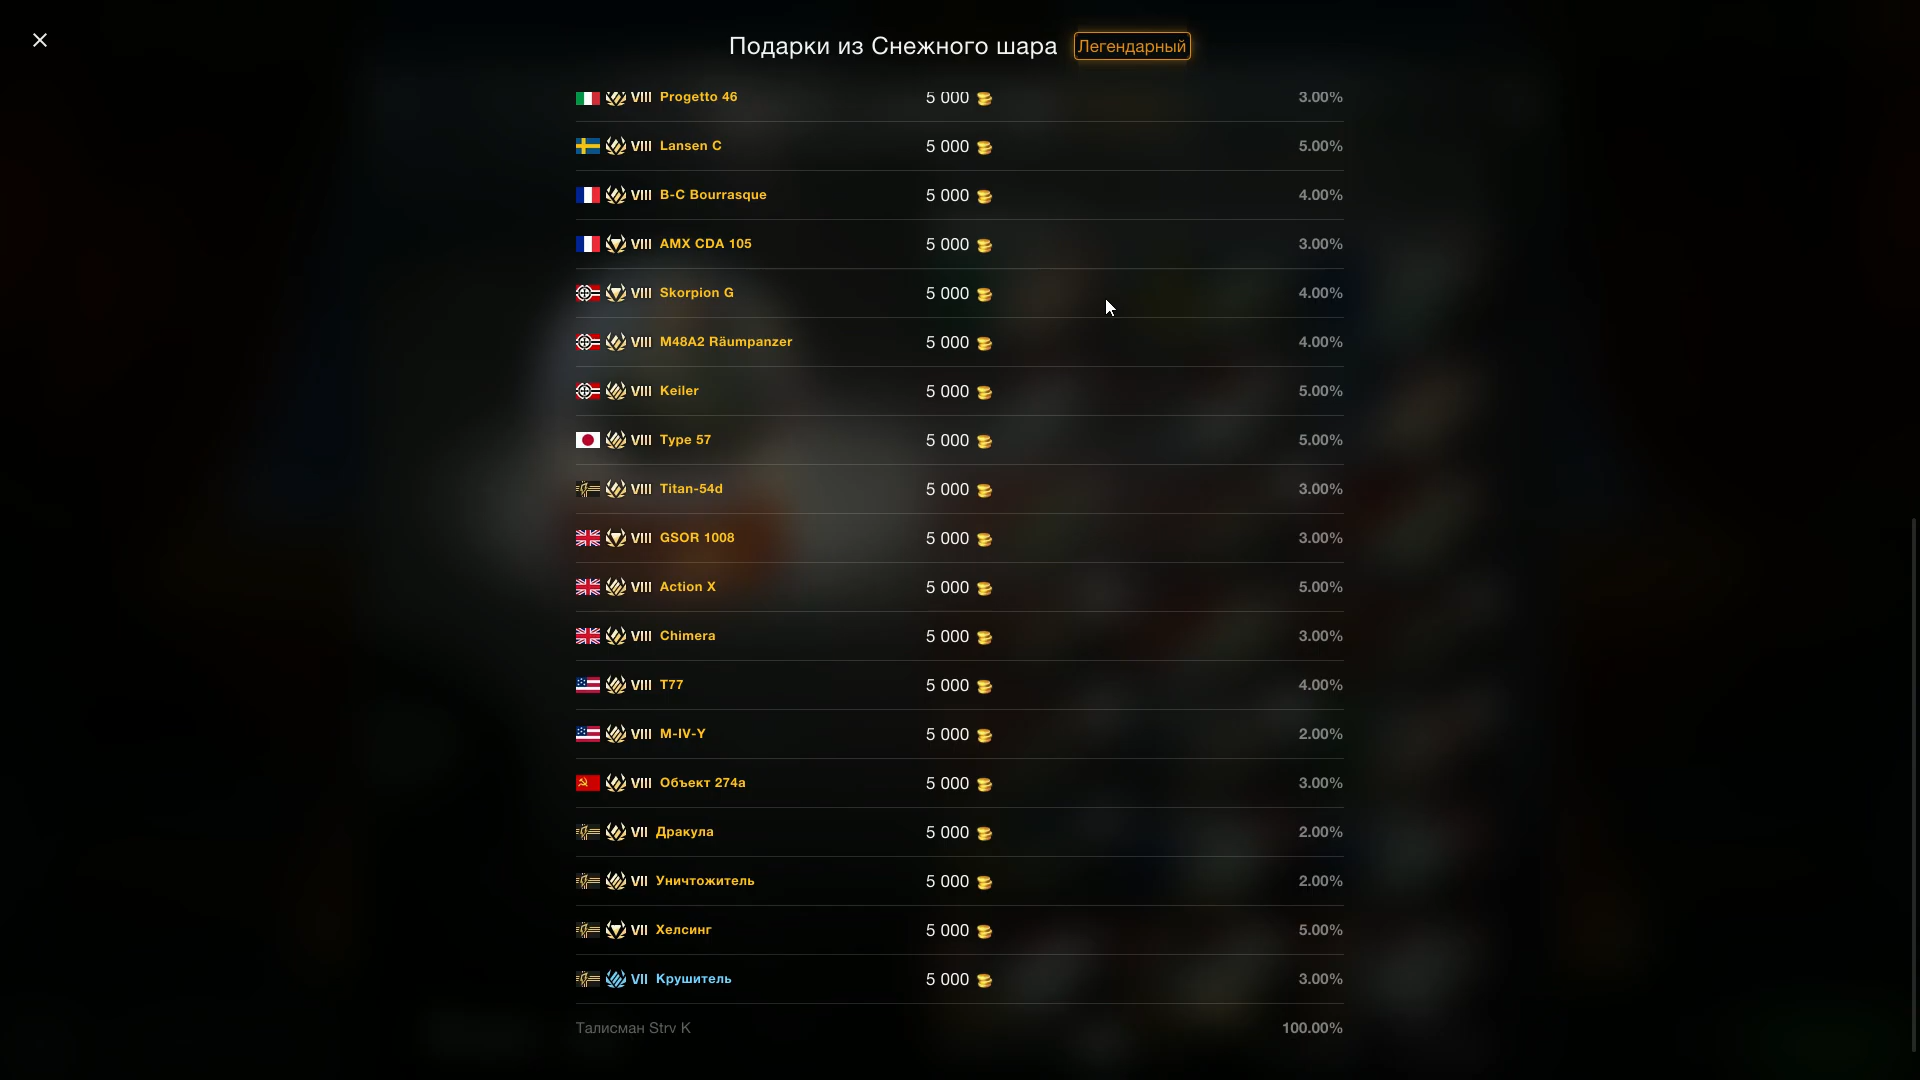 Подарки из Снежного шара Легендарный
VIII Progetto 46 5 000 3.00%
VIII Lansen C 5 000 5.00%
VIII B-C Bourrasque 5 000 4.00%
VIII AMX CDA 105 5 000 3.00%
VIII Skorpion G 5 000 4.00%
VIII M48A2 Räumpanzer 5 000 4.00%
VIII Keiler 5 000 5.00%
VIII Type 57 5 000 5.00%
VIII Titan-54d 5 000 3.00%
VIII GSOR 1008 5 000 3.00%
VIII Action X 5 000 5.00%
VIII Chimera 5 000 3.00%
VIII T77 5 000 4.00%
VIII M-IV-Y 5 000 2.00%
VIII Объект 274а 5 000 3.00%
VII Дракула 5 000 2.00%
VII Уничтожитель 5 000 2.00%
VII Хелсинг 5 000 5.00%
VII Крушитель 5 000 3.00%
Талисман Strv K 100.00%